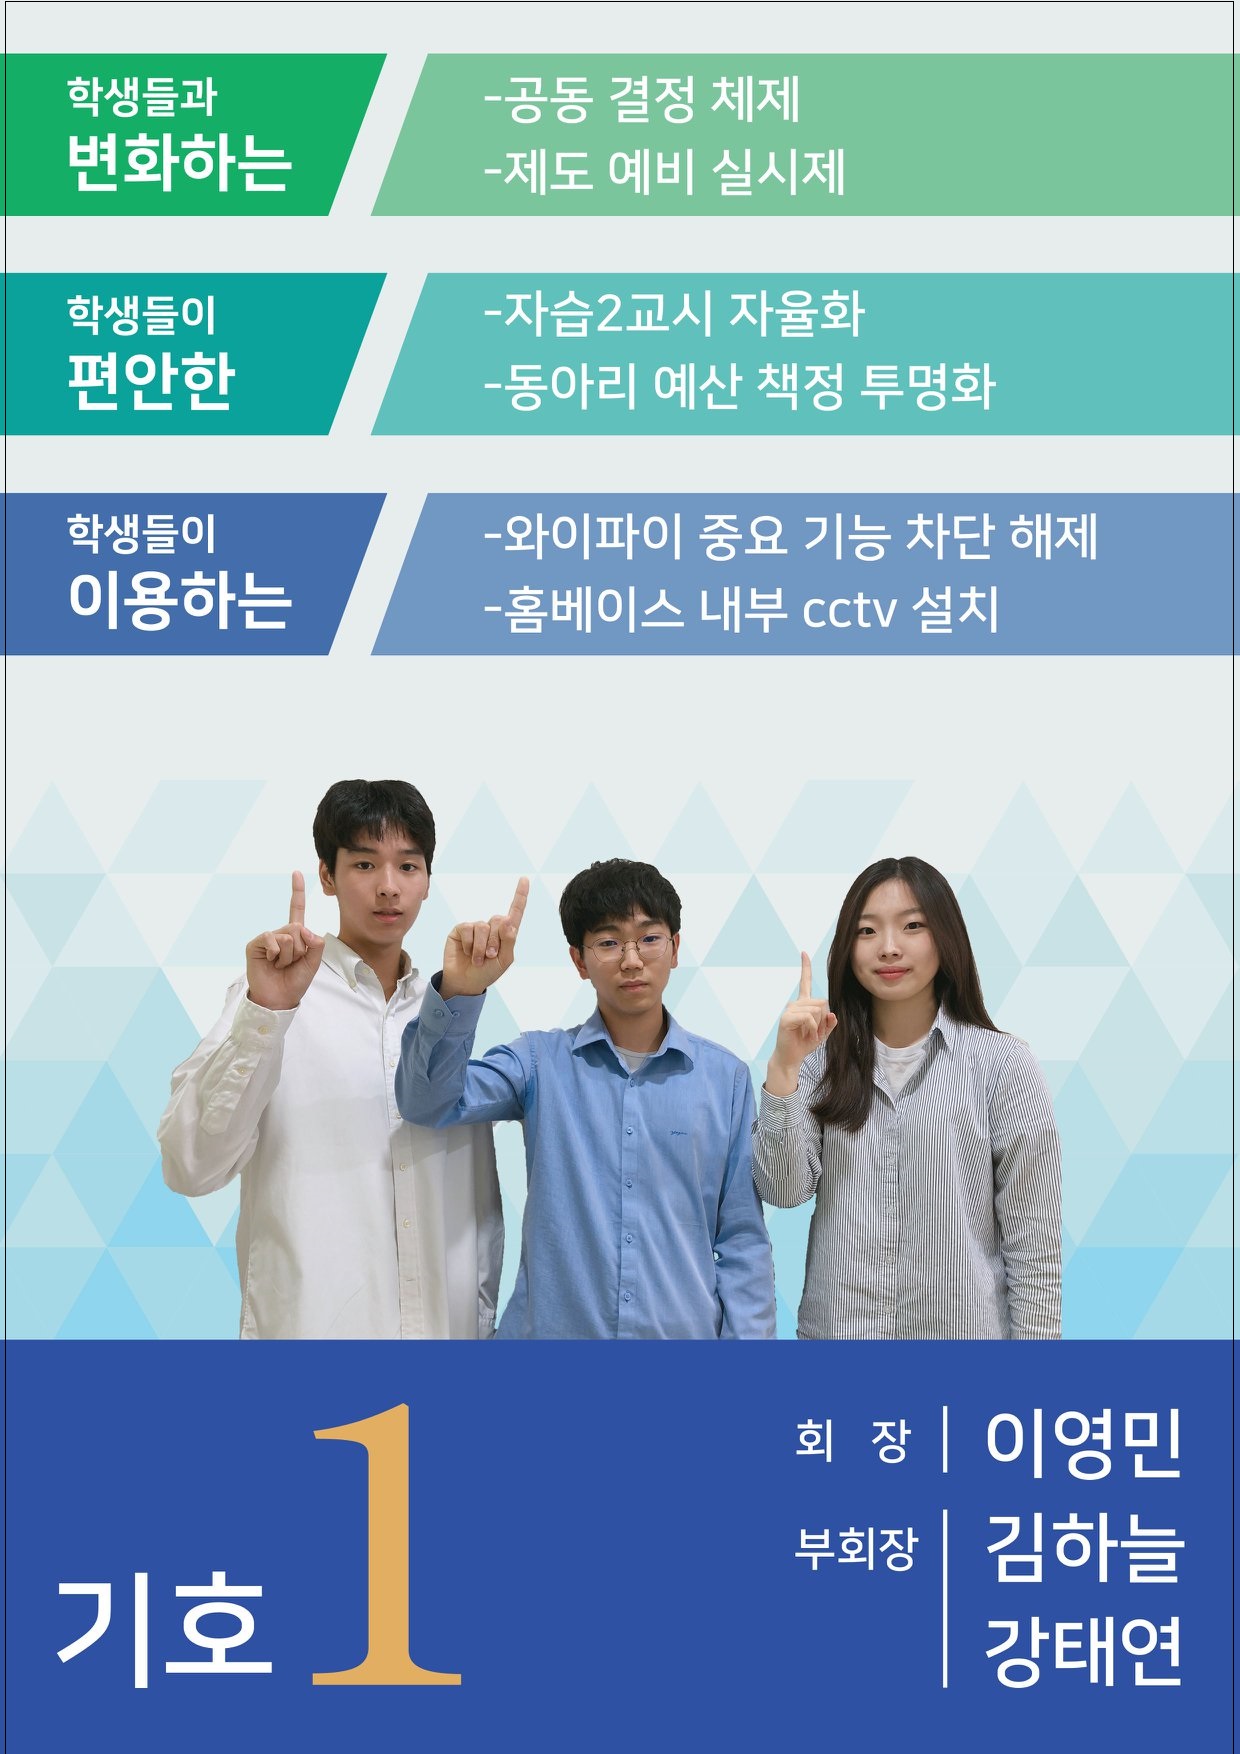 학생들과
변화하는
-공동 결정 체제
-제도 예비 실시제
학생들이
편안한
-자습2교시 자율화
-동아리 예산 책정 투명화
학생들이
이용하는
-와이파이 중요 기능 차단 해제
-홈베이스 내부 cctv 설치
기호 1
회 장 | 이영민
부회장 | 김하늘
강태연